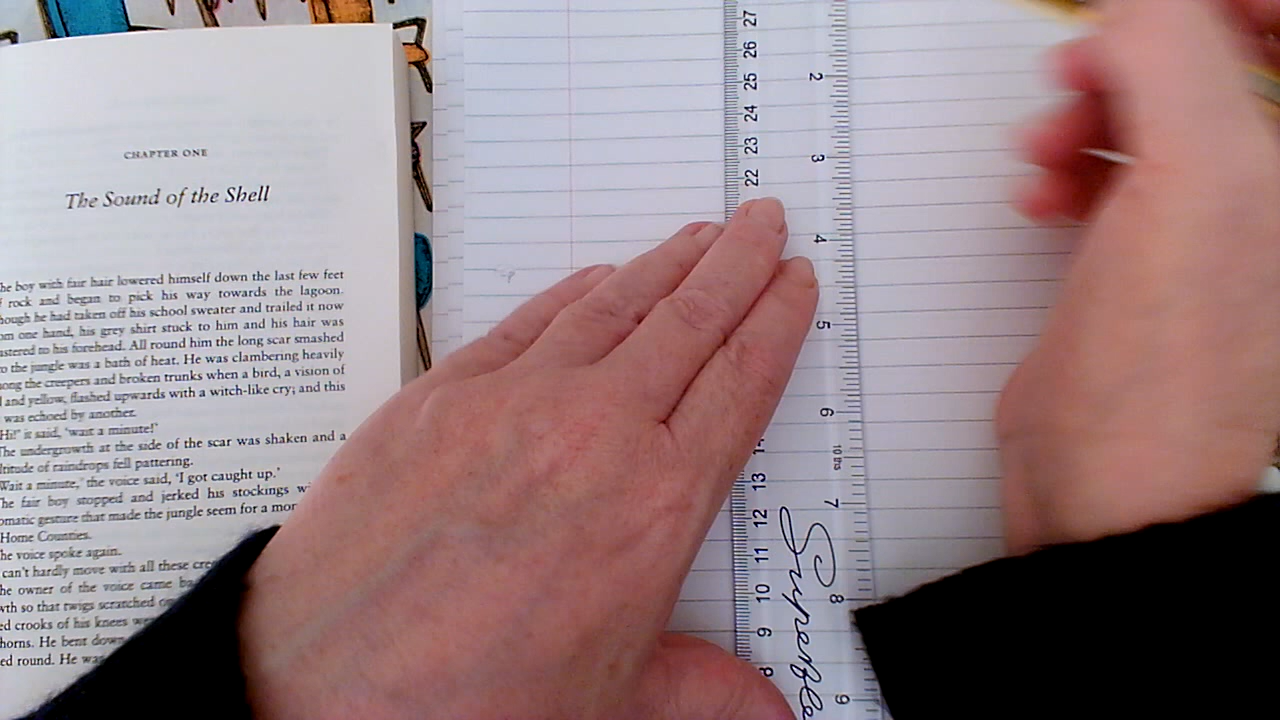 CHAPTER ONE
The Sound of the Shell
he boy with fair hair lowered himself down the last few feet
rock and began to pick his way towards the lagoon.
hough he had taken off his school sweater and trailed it now
om one hand, his grey shirt stuck to him and his hair was
astered to his forehead. All round him the long scar smashed
o the jungle was a bath of heat. He was clambering heavily
ong the creepers and broken trunks when a bird, a vision of
l and yellow, flashed upwards with a witch-like cry; and this
was echoed by another.
Hi!' it said, 'wait a minute!'
The undergrowth at the side of the scar was shaken and a
ltitude of raindrops fell pattering.
Wait a minute,' the voice said, 'I got caught up.'
The fair boy stopped and jerked his stockings w
omatic gesture that made the jungle seem for a mor
Home Counties.
he voice spoke again.
can't hardly move with all these cre
he owner of the voice came ba
wth so that twigs scratched o
ed crooks of his knees we
horns. He bent down
ed round. He wa
27 26 25 24 23 22
13 12 11 10 9 8
2 3 4 5 6 7 8 9
10 ths